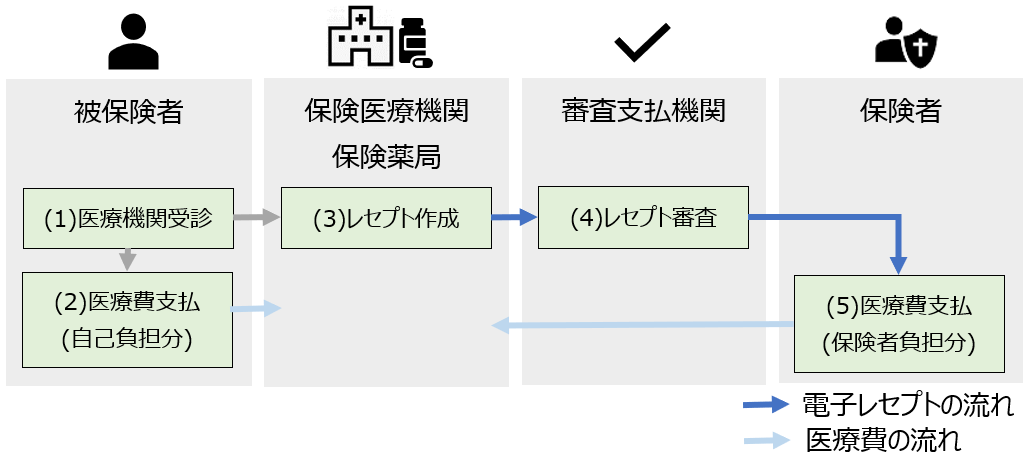 被保険者
保険医療機関
保険薬局
審査支払機関
保険者
(1)医療機関受診
(3)レセプト作成
(4)レセプト審査
(2)医療費支払
(自己負担分)
(5)医療費支払
(保険者負担分)
電子レセプトの流れ
医療費の流れ